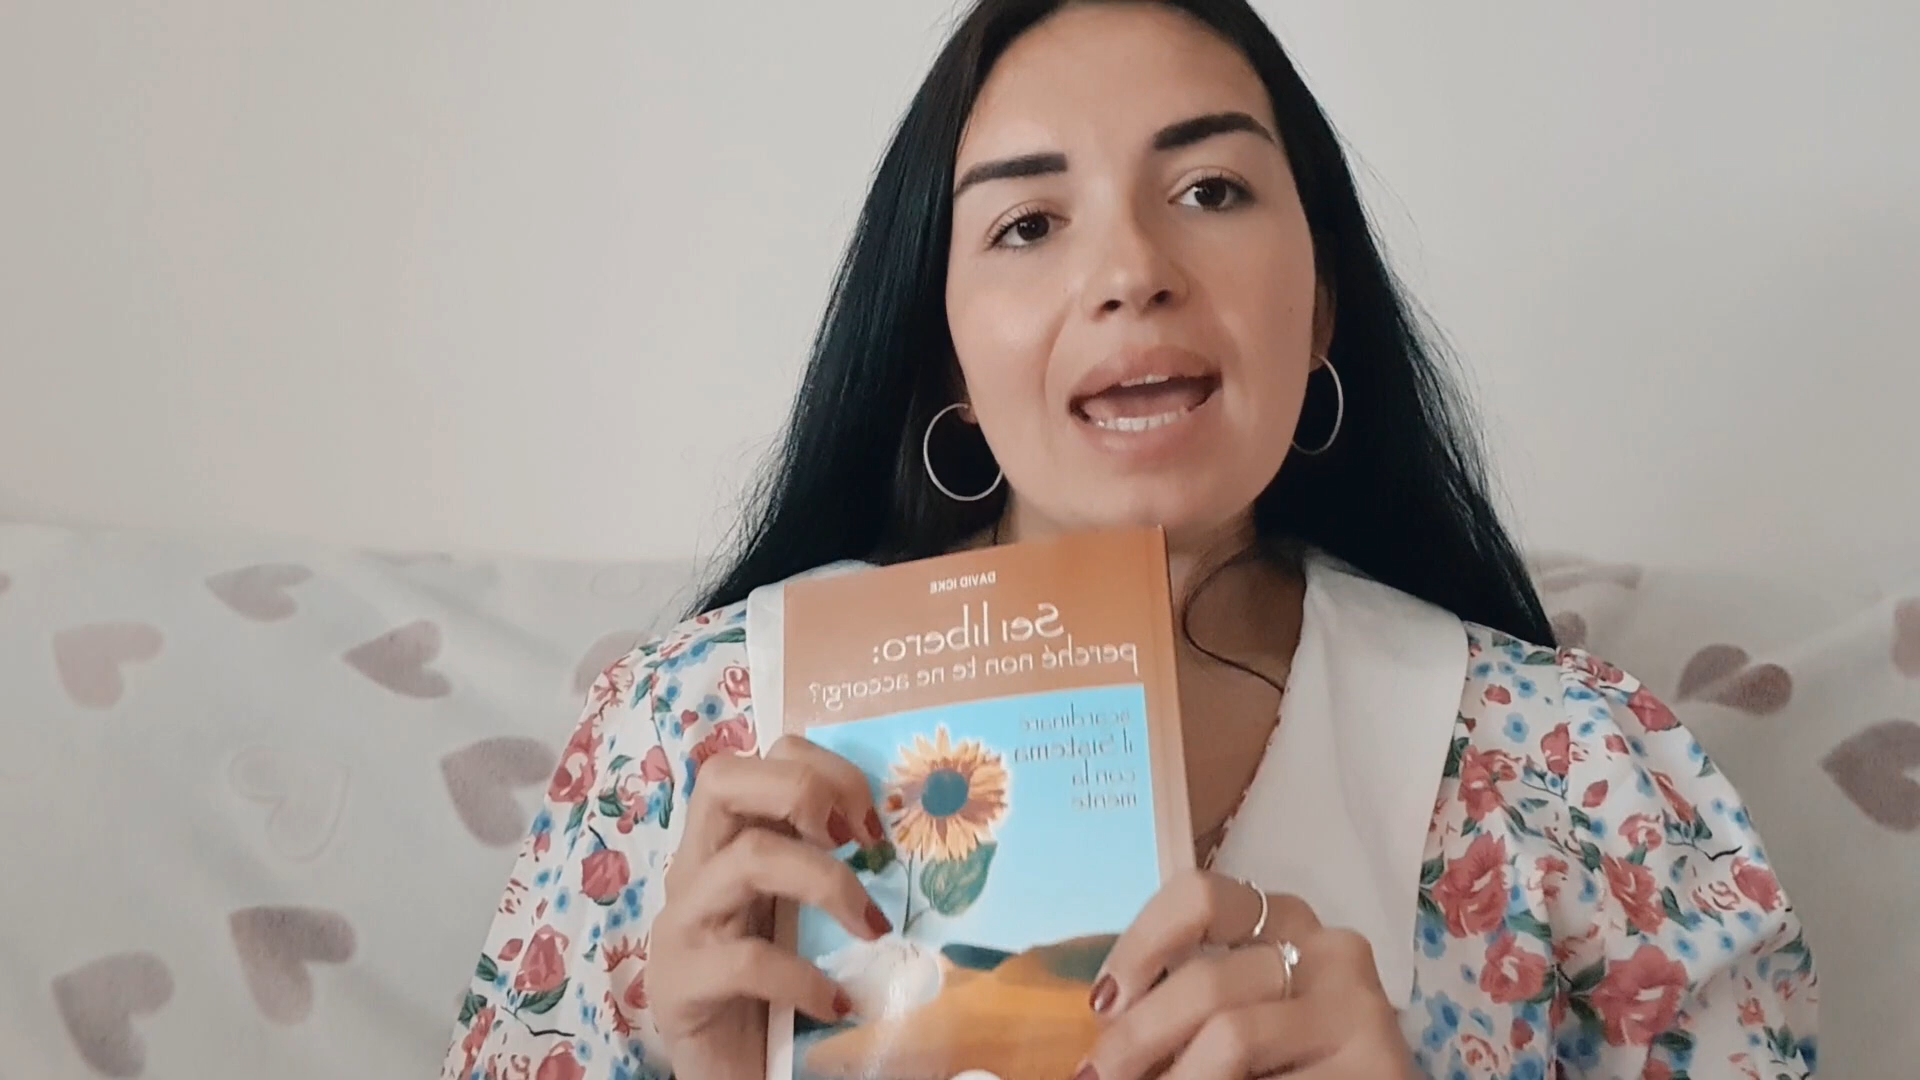 DAVID ICKE
Sei libero:
perché non te ne accorgi?
scardinare
il Sistema
con la
mente